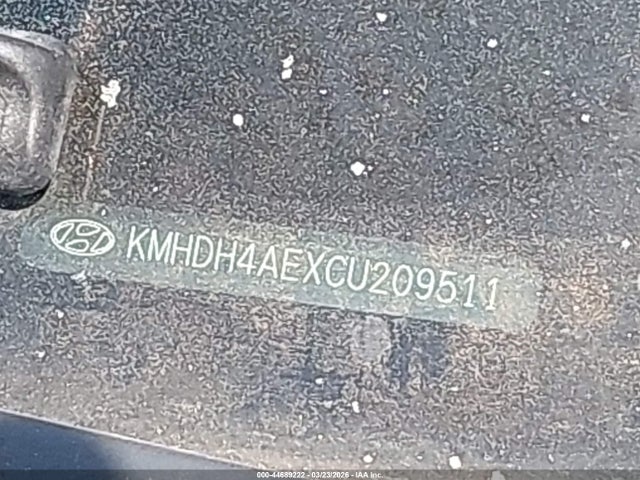 KMHDH4AEXCU209511
000-44689222 - 03/23/2026 - IAA Inc.